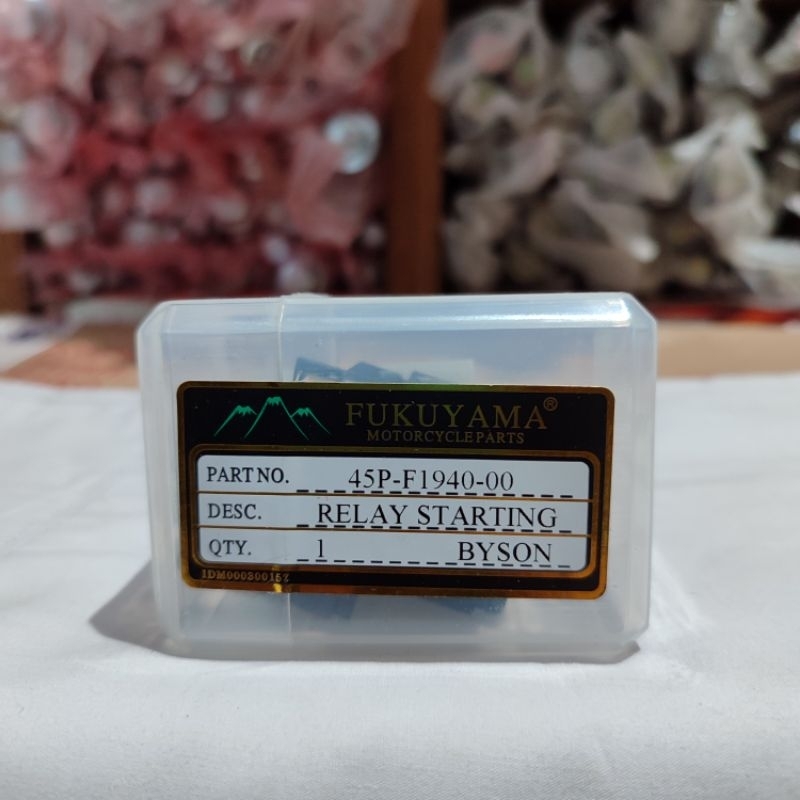 FUKUYAMA®
MOTORCYCLE PARTS
PART NO. 45P-F1940-00
DESC. RELAY STARTING
QTY. 1 BYSON